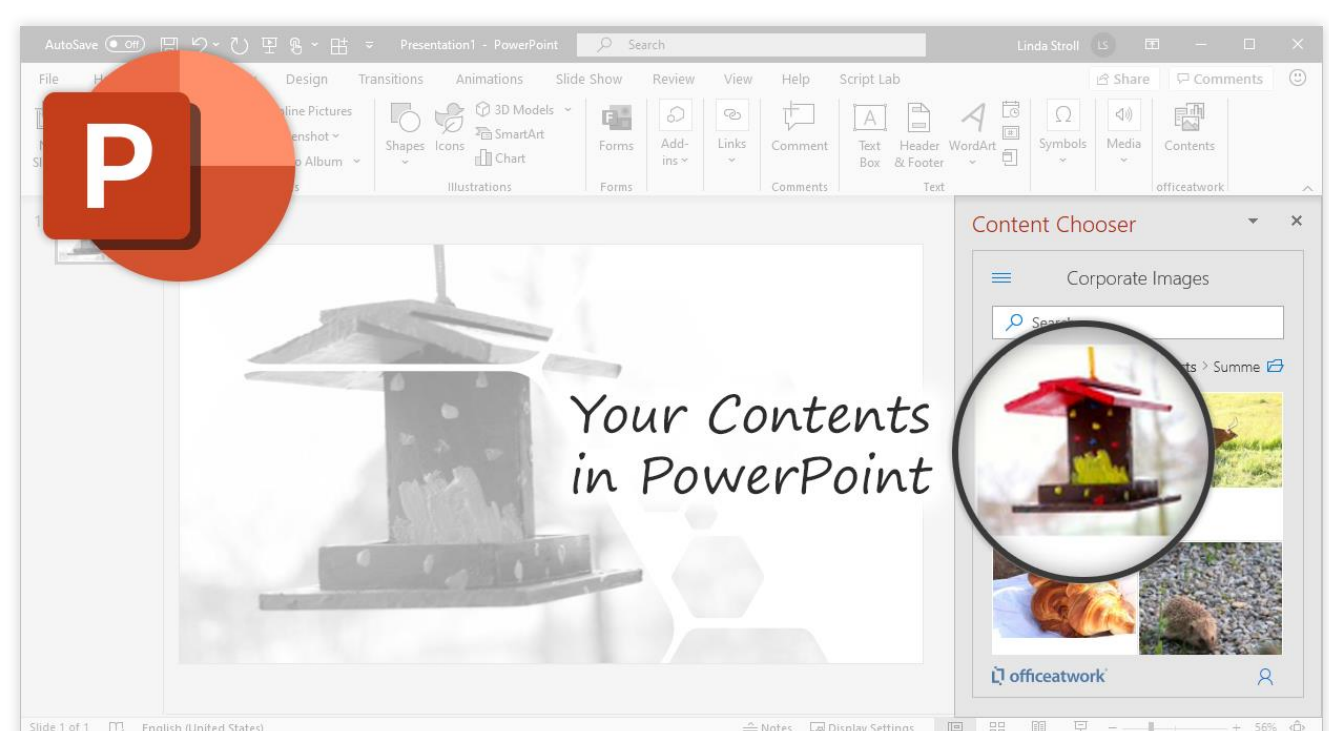 AutoSave Off Presentation1 - PowerPoint Search Linda Stroll LS
File Design Transitions Animations Slide Show Review View Help Script Lab Share Comments
Pictures 3D Models
SmartArt
Album Shapes Icons Chart Forms Add-ins Links Comment Text Box Header & Footer WordArt Symbols Media Contents
Illustrations Forms Comments Text officeatwork
P
1
Content Chooser
Corporate Images
Summe
Your Contents
in PowerPoint
officeatwork
Slide 1 of 1 English (United States) Notes Display Settings 56%